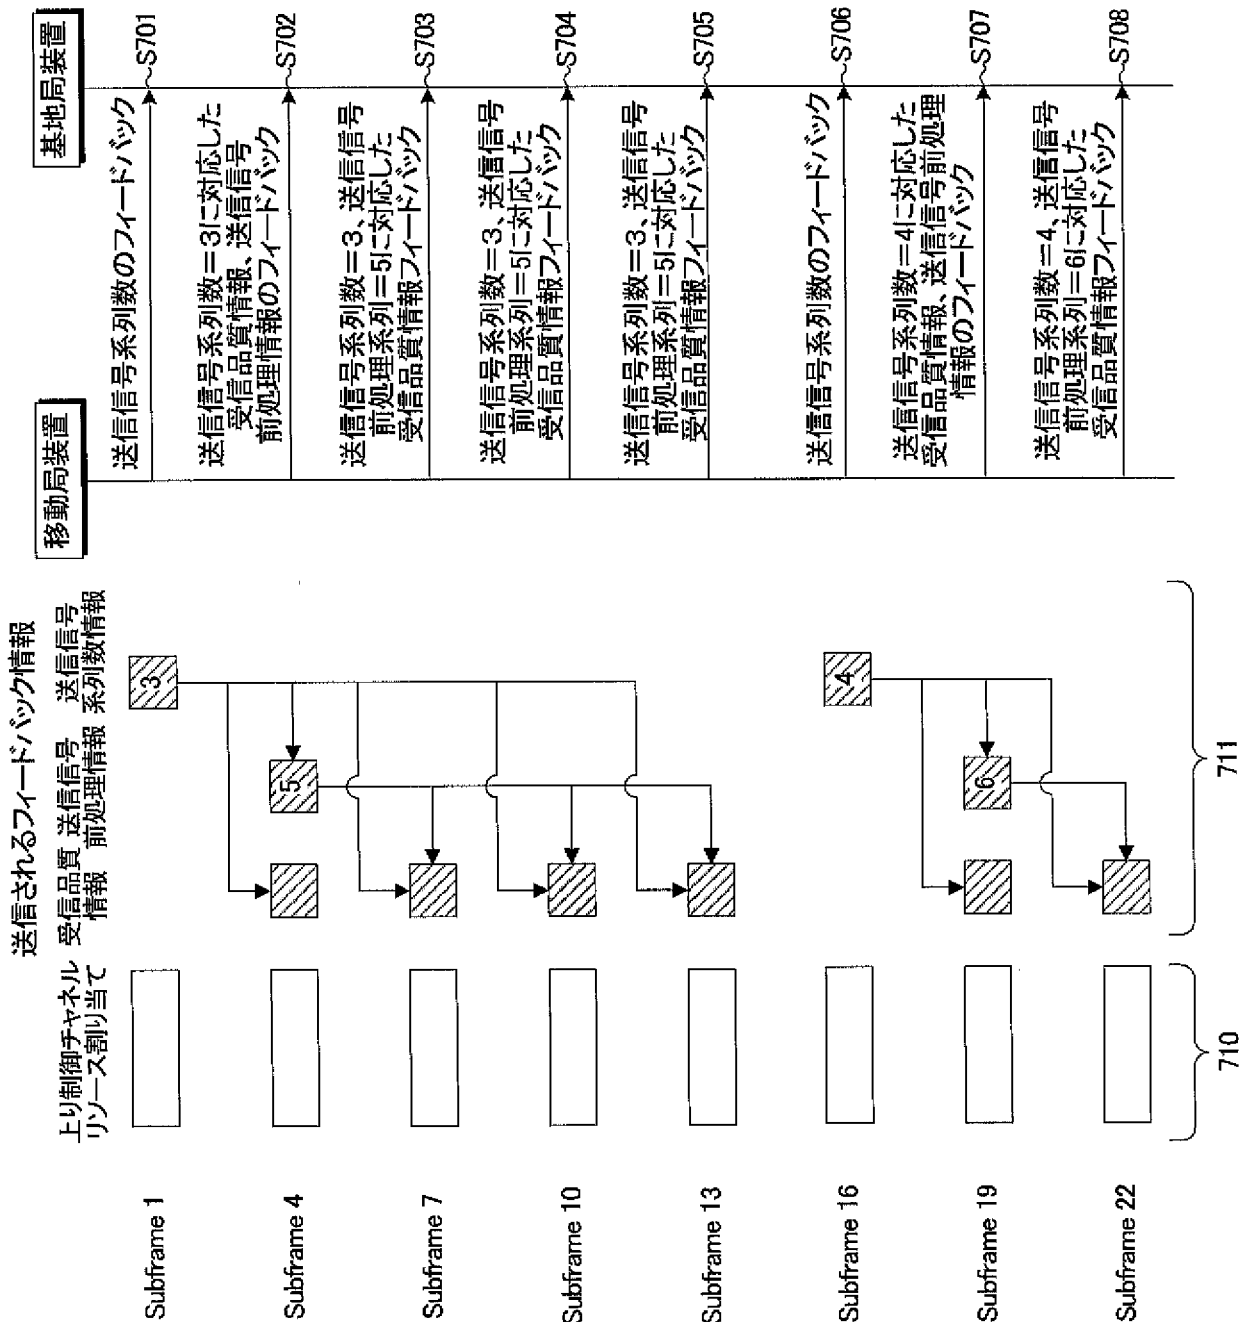 送信されるフィードバック情報
上り制御チャネル
リソース割り当て
受信品質
情報
送信信号
前処理情報
送信信号
系列数情報
移動局装置
基地局装置
Subframe 1
3
送信信号系列数のフィードバック
S701
Subframe 4
5
送信信号系列数=3に対応した
受信品質情報、送信信号
前処理情報のフィードバック
S702
Subframe 7
送信信号系列数=3、送信信号
前処理系列=5に対応した
受信品質情報フィードバック
S703
Subframe 10
送信信号系列数=3、送信信号
前処理系列=5に対応した
受信品質情報フィードバック
S704
Subframe 13
送信信号系列数=3、送信信号
前処理系列=5に対応した
受信品質情報フィードバック
S705
Subframe 16
4
送信信号系列数のフィードバック
S706
Subframe 19
6
送信信号系列数=4に対応した
受信品質情報、送信信号前処理
情報のフィードバック
S707
Subframe 22
送信信号系列数=4、送信信号
前処理系列=6に対応した
受信品質情報フィードバック
S708
710
711